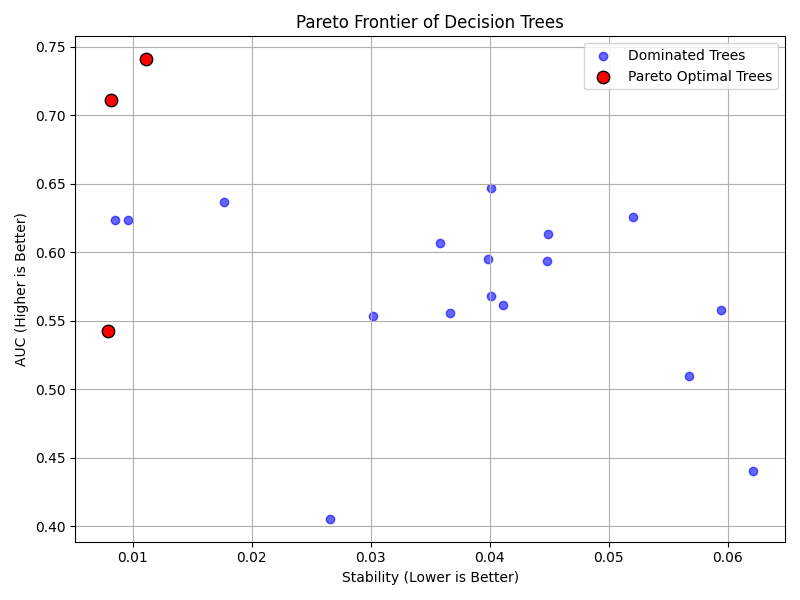 Pareto Frontier of Decision Trees
Dominated Trees
Pareto Optimal Trees
AUC (Higher is Better)
0.75
0.70
0.65
0.60
0.55
0.50
0.45
0.40
0.01 0.02 0.03 0.04 0.05 0.06
Stability (Lower is Better)